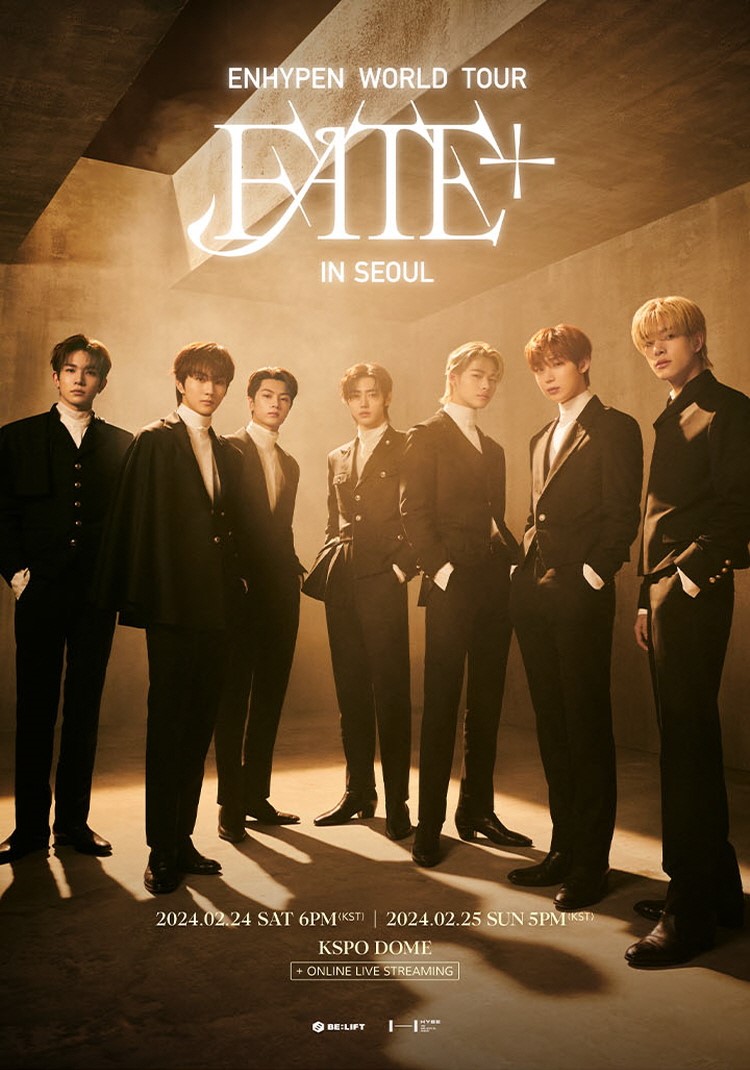 ENHYPEN WORLD TOUR
FATE+
IN SEOUL
2024.02.24 SAT 6PM(KST) | 2024.02.25 SUN 5PM(KST)
KSPO DOME
+ ONLINE LIVE STREAMING
BE:LIFT HYBE